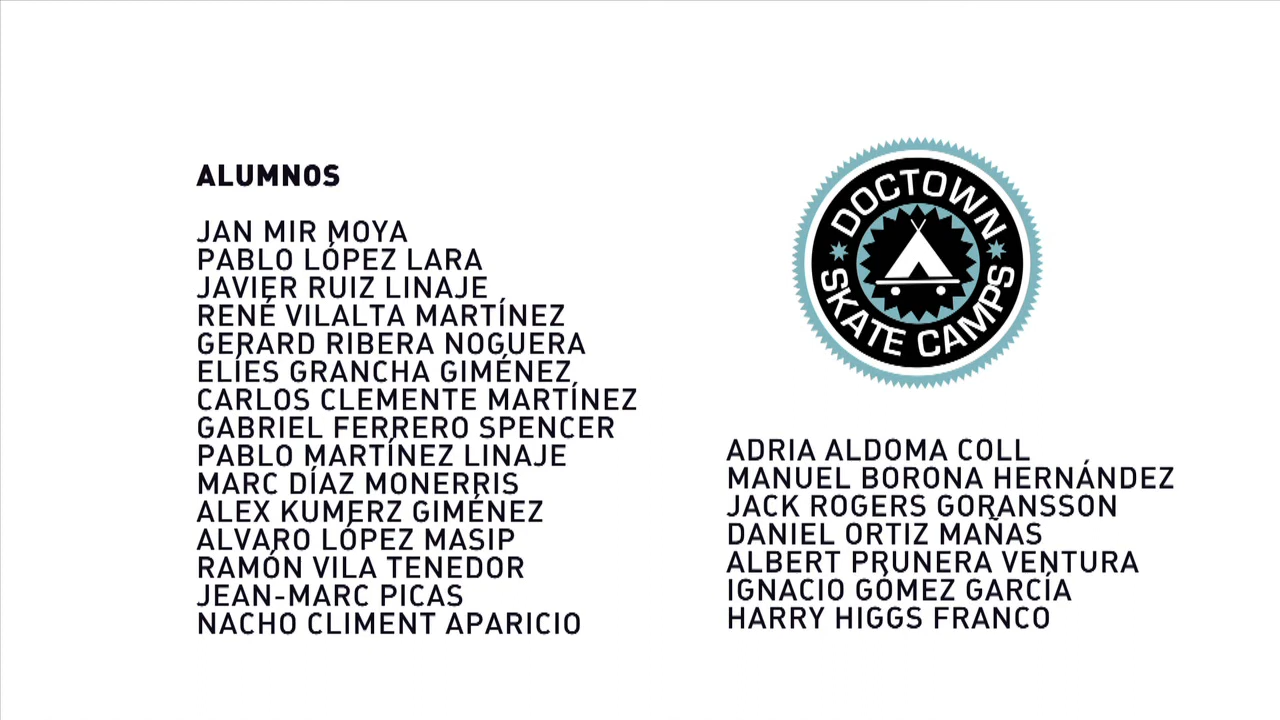 ALUMNOS
JAN MIR MOYA
PABLO LÓPEZ LARA
JAVIER RUIZ LINAJE
RENÉ VILALTA MARTÍNEZ
GERARD RIBERA NOGUERA
ELÍES GRANCHA GIMÉNEZ
CARLOS CLEMENTE MARTÍNEZ
GABRIEL FERRERO SPENCER
PABLO MARTÍNEZ LINAJE
MARC DÍAZ MONERRIS
ALEX KUMERZ GIMÉNEZ
ALVARO LÓPEZ MASIP
RAMÓN VILA TENEDOR
JEAN-MARC PICAS
NACHO CLIMENT APARICIO
DOCTOWN
SKATE CAMPS
ADRIA ALDOMA COLL
MANUEL BORONA HERNÁNDEZ
JACK ROGERS GORANSSON
DANIEL ORTIZ MAÑAS
ALBERT PRUNERA VENTURA
IGNACIO GÓMEZ GARCÍA
HARRY HIGGS FRANCO